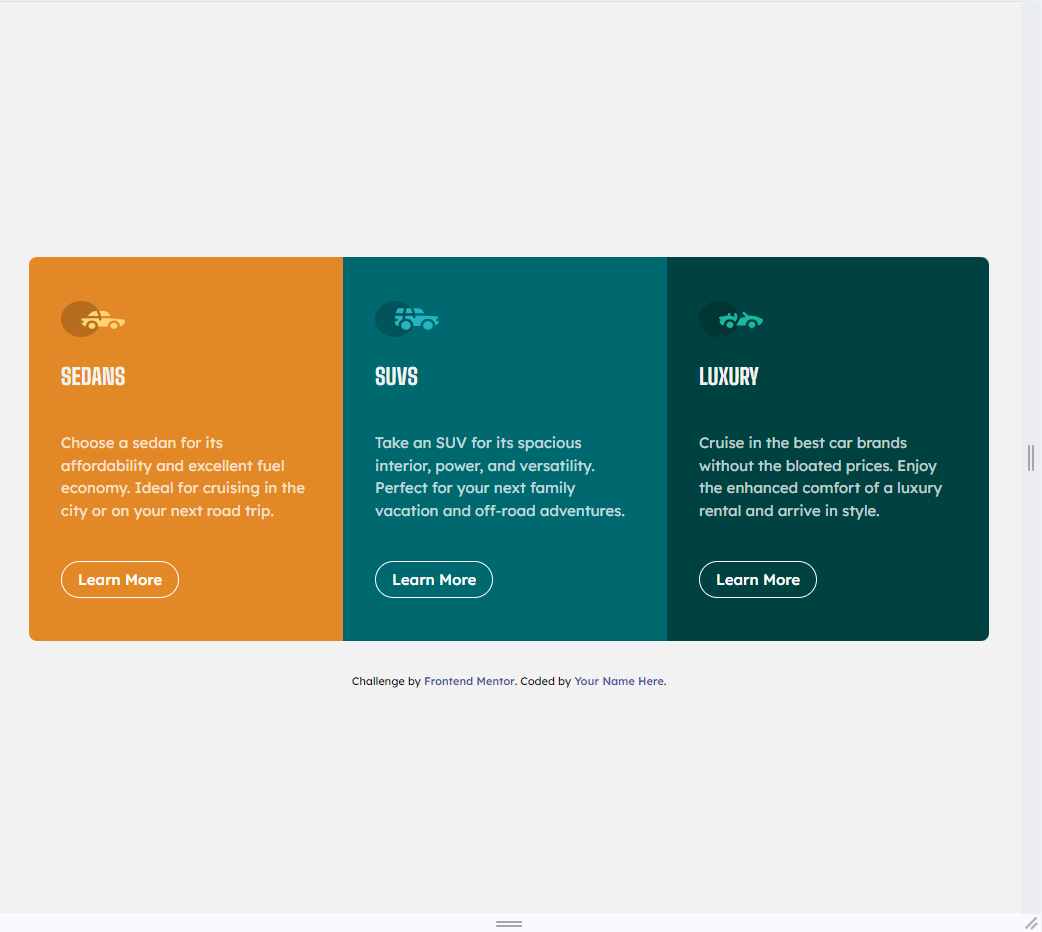 SEDANS
Choose a sedan for its
affordability and excellent fuel
economy. Ideal for cruising in the
city or on your next road trip.
Learn More
SUVS
Take an SUV for its spacious
interior, power, and versatility.
Perfect for your next family
vacation and off-road adventures.
Learn More
LUXURY
Cruise in the best car brands
without the bloated prices. Enjoy
the enhanced comfort of a luxury
rental and arrive in style.
Learn More
Challenge by Frontend Mentor. Coded by Your Name Here.